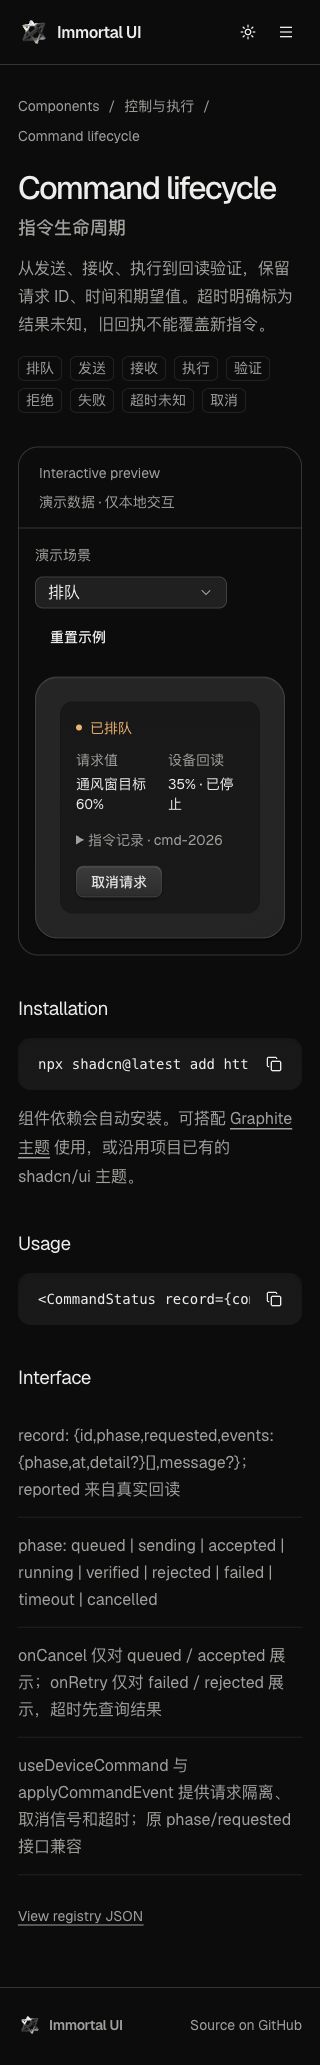 Immortal UI
Components / 控制与执行 /
Command lifecycle
Command lifecycle
指令生命周期
从发送、接收、执行到回读验证，保留
请求 ID、时间和期望值。超时明确标为
结果未知，旧回执不能覆盖新指令。
排队 发送 接收 执行 验证
拒绝 失败 超时未知 取消
Interactive preview
演示数据 · 仅本地交互
演示场景
排队
重置示例
已排队
请求值 设备回读
通风窗目标 35% · 已停
60% 止
指令记录 · cmd-2026
取消请求
Installation
npx shadcn@latest add htt
组件依赖会自动安装。可搭配 Graphite
主题 使用，或沿用项目已有的
shadcn/ui 主题。
Usage
<CommandStatus record={co
Interface
record: {id,phase,requested,events:
{phase,at,detail?}[],message?}；
reported 来自真实回读
phase: queued | sending | accepted |
running | verified | rejected | failed |
timeout | cancelled
onCancel 仅对 queued / accepted 展
示；onRetry 仅对 failed / rejected 展
示，超时先查询结果
useDeviceCommand 与
applyCommandEvent 提供请求隔离、
取消信号和超时；原 phase/requested
接口兼容
View registry JSON
Immortal UI Source on GitHub